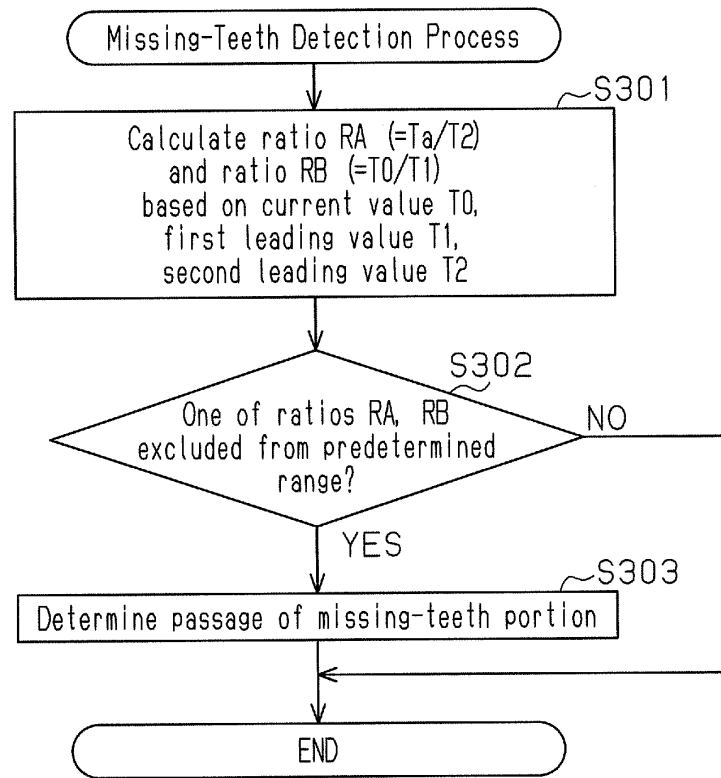 Missing-Teeth Detection Process
S301
Calculate ratio RA (=Ta/T2)
and ratio RB (=T0/T1)
based on current value T0,
first leading value T1,
second leading value T2
S302
One of ratios RA, RB
excluded from predetermined
range?
NO
YES
S303
Determine passage of missing-teeth portion
END